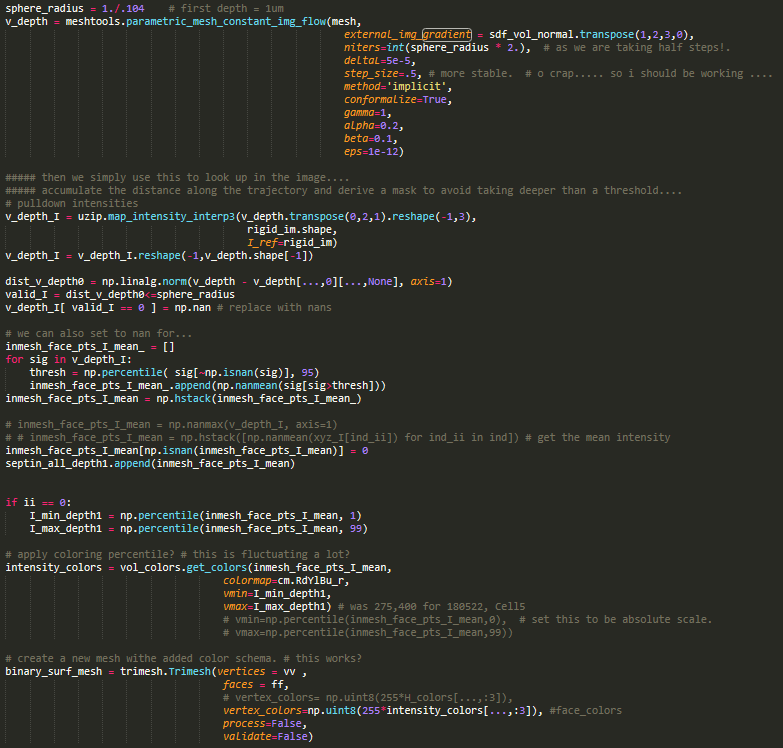 sphere_radius = 1./.104    # first depth = 1um
v_depth = meshtools.parametric_mesh_constant_img_flow(mesh,
external_img_gradient = sdf_vol_normal.transpose(1,2,3,0),
niters=int(sphere_radius * 2.),  # as we are taking half steps!.
deltaL=5e-5,
step_size=.5, # more stable.  # o crap..... so i should be working ....
method='implicit',
conformalize=True,
gamma=1,
alpha=0.2,
beta=0.1,
eps=1e-12)
##### then we simply use this to look up in the image....
##### accumulate the distance along the trajectory and derive a mask to avoid taking deeper than a threshold....
# pulldown intensities
v_depth_I = uzip.map_intensity_interp3(v_depth.transpose(0,2,1).reshape(-1,3),
rigid_im.shape,
I_ref=rigid_im)
v_depth_I = v_depth_I.reshape(-1,v_depth.shape[-1])
dist_v_depth0 = np.linalg.norm(v_depth - v_depth[...,0][...,None], axis=1)
valid_I = dist_v_depth0<=sphere_radius
v_depth_I[ valid_I == 0 ] = np.nan # replace with nans
# we can also set to nan for...
inmesh_face_pts_I_mean_ = []
for sig in v_depth_I:
thresh = np.percentile( sig[~np.isnan(sig)], 95)
inmesh_face_pts_I_mean_.append(np.nanmean(sig[sig>thresh]))
inmesh_face_pts_I_mean = np.hstack(inmesh_face_pts_I_mean_)
# inmesh_face_pts_I_mean = np.nanmax(v_depth_I, axis=1)
# # inmesh_face_pts_I_mean = np.hstack([np.nanmean(xyz_I[ind_ii]) for ind_ii in ind]) # get the mean intensity
inmesh_face_pts_I_mean[np.isnan(inmesh_face_pts_I_mean)] = 0
septin_all_depth1.append(inmesh_face_pts_I_mean)
if ii == 0:
I_min_depth1 = np.percentile(inmesh_face_pts_I_mean, 1)
I_max_depth1 = np.percentile(inmesh_face_pts_I_mean, 99)
# apply coloring percentile? # this is fluctuating a lot?
intensity_colors = vol_colors.get_colors(inmesh_face_pts_I_mean,
colormap=cm.RdYlBu_r,
vmin=I_min_depth1,
vmax=I_max_depth1) # was 275,400 for 180522, Cell5
# vmin=np.percentile(inmesh_face_pts_I_mean,0),  # set this to be absolute scale.
# vmax=np.percentile(inmesh_face_pts_I_mean,99))
# create a new mesh withe added color schema. # this works?
binary_surf_mesh = trimesh.Trimesh(vertices = vv ,
faces = ff,
# vertex_colors= np.uint8(255*H_colors[...,:3]),
vertex_colors=np.uint8(255*intensity_colors[...,:3]), #face_colors
process=False,
validate=False)